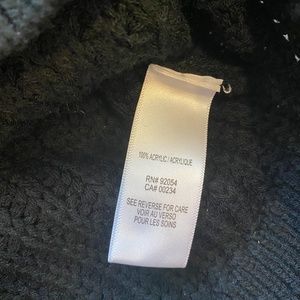 100% ACRYLIC / ACRYLIQUE
RN# 92054
CA# 00234
SEE REVERSE FOR CARE
VOIR AU VERSO
POUR LES SOINS